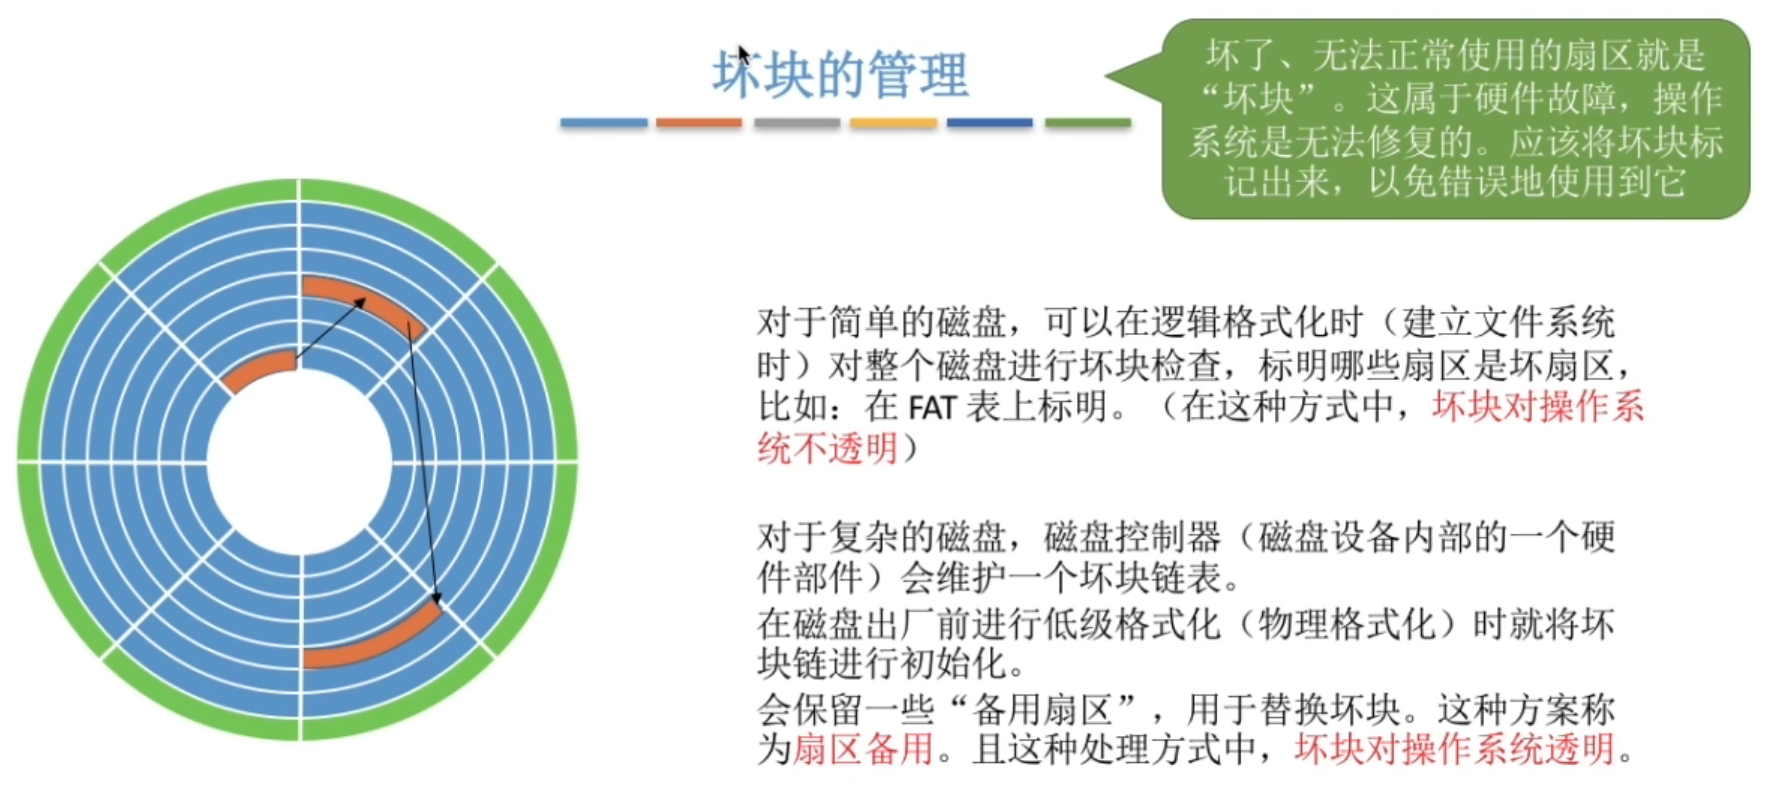 坏块的管理
坏了、无法正常使用的扇区就是
“坏块”。这属于硬件故障，操作
系统是无法修复的。应该将坏块标
记出来，以免错误地使用到它
对于简单的磁盘，可以在逻辑格式化时（建立文件系统
时）对整个磁盘进行坏块检查，标明哪些扇区是坏扇区，
比如：在 FAT 表上标明。（在这种方式中，坏块对操作系
统不透明）
对于复杂的磁盘，磁盘控制器（磁盘设备内部的一个硬
件部件）会维护一个坏块链表。
在磁盘出厂前进行低级格式化（物理格式化）时就将坏
块链进行初始化。
会保留一些“备用扇区”，用于替换坏块。这种方案称
为扇区备用。且这种处理方式中，坏块对操作系统透明。